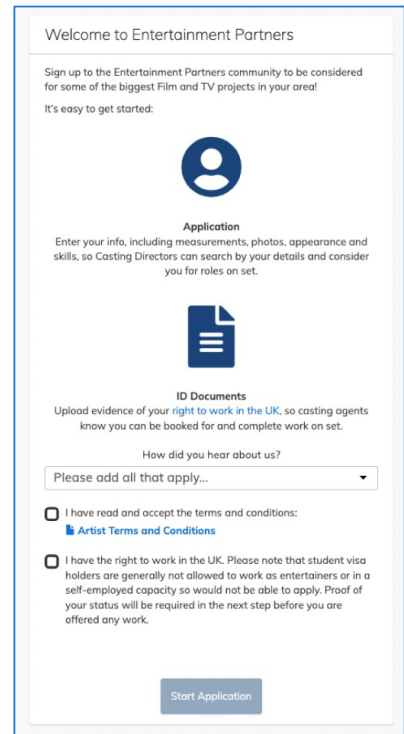 Welcome to Entertainment Partners
Sign up to the Entertainment Partners community to be considered
for some of the biggest Film and TV projects in your area!
It's easy to get started:
Application
Enter your info, including measurements, photos, appearance and
skills, so Casting Directors can search by your details and consider
you for roles on set.
ID Documents
Upload evidence of your right to work in the UK, so casting agents
know you can be booked for and complete work on set.
How did you hear about us?
Please add all that apply...
I have read and accept the terms and conditions:
Artist Terms and Conditions
I have the right to work in the UK. Please note that student visa
holders are generally not allowed to work as entertainers or in a
self-employed capacity so would not be able to apply. Proof of
your status will be required in the next step before you are
offered any work.
Start Application